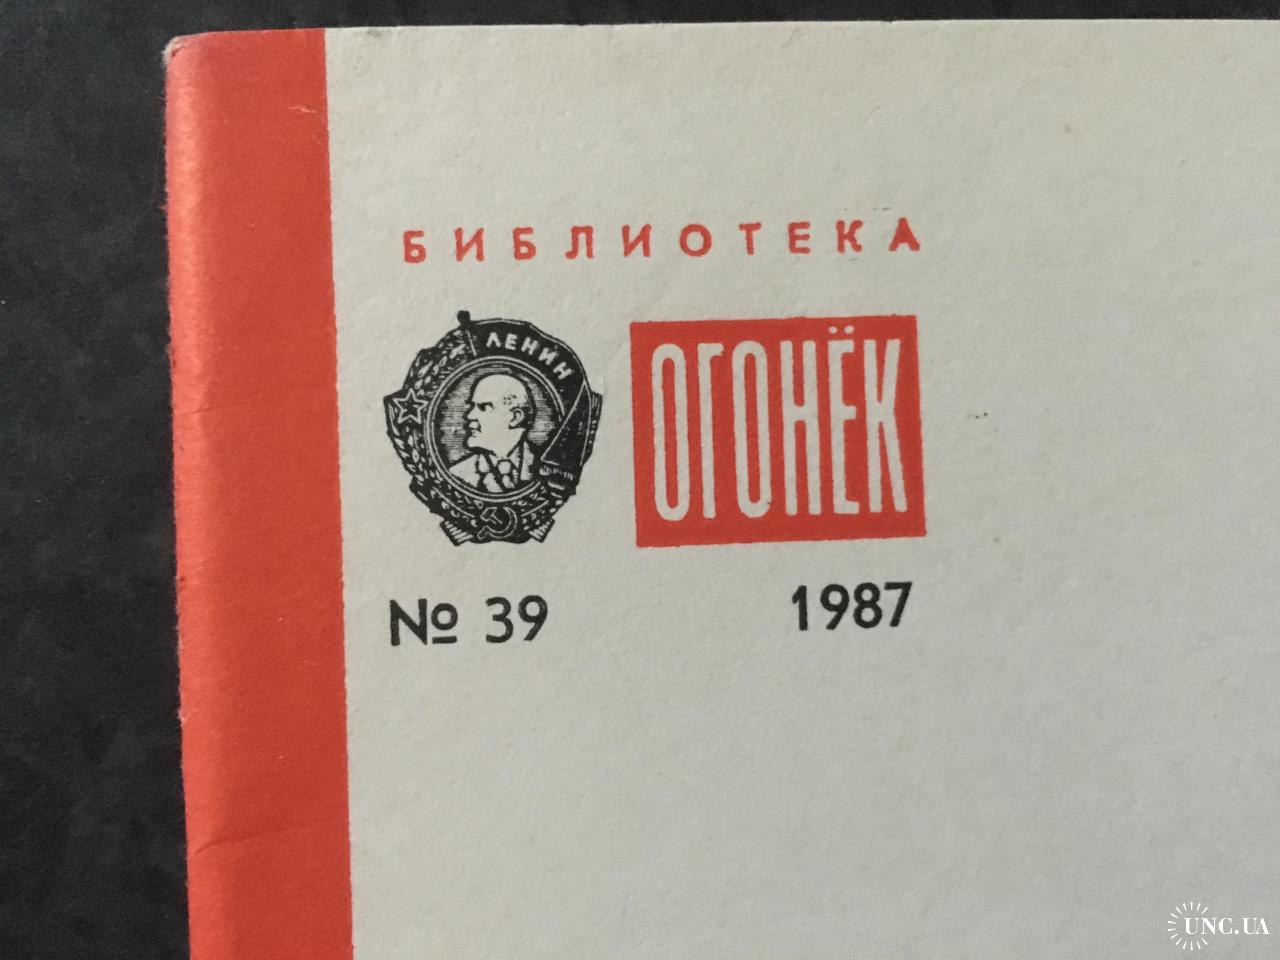 БИБЛИОТЕКА
ЛЕНИН
ОГОНЁК
№ 39
1987
UNC.UA